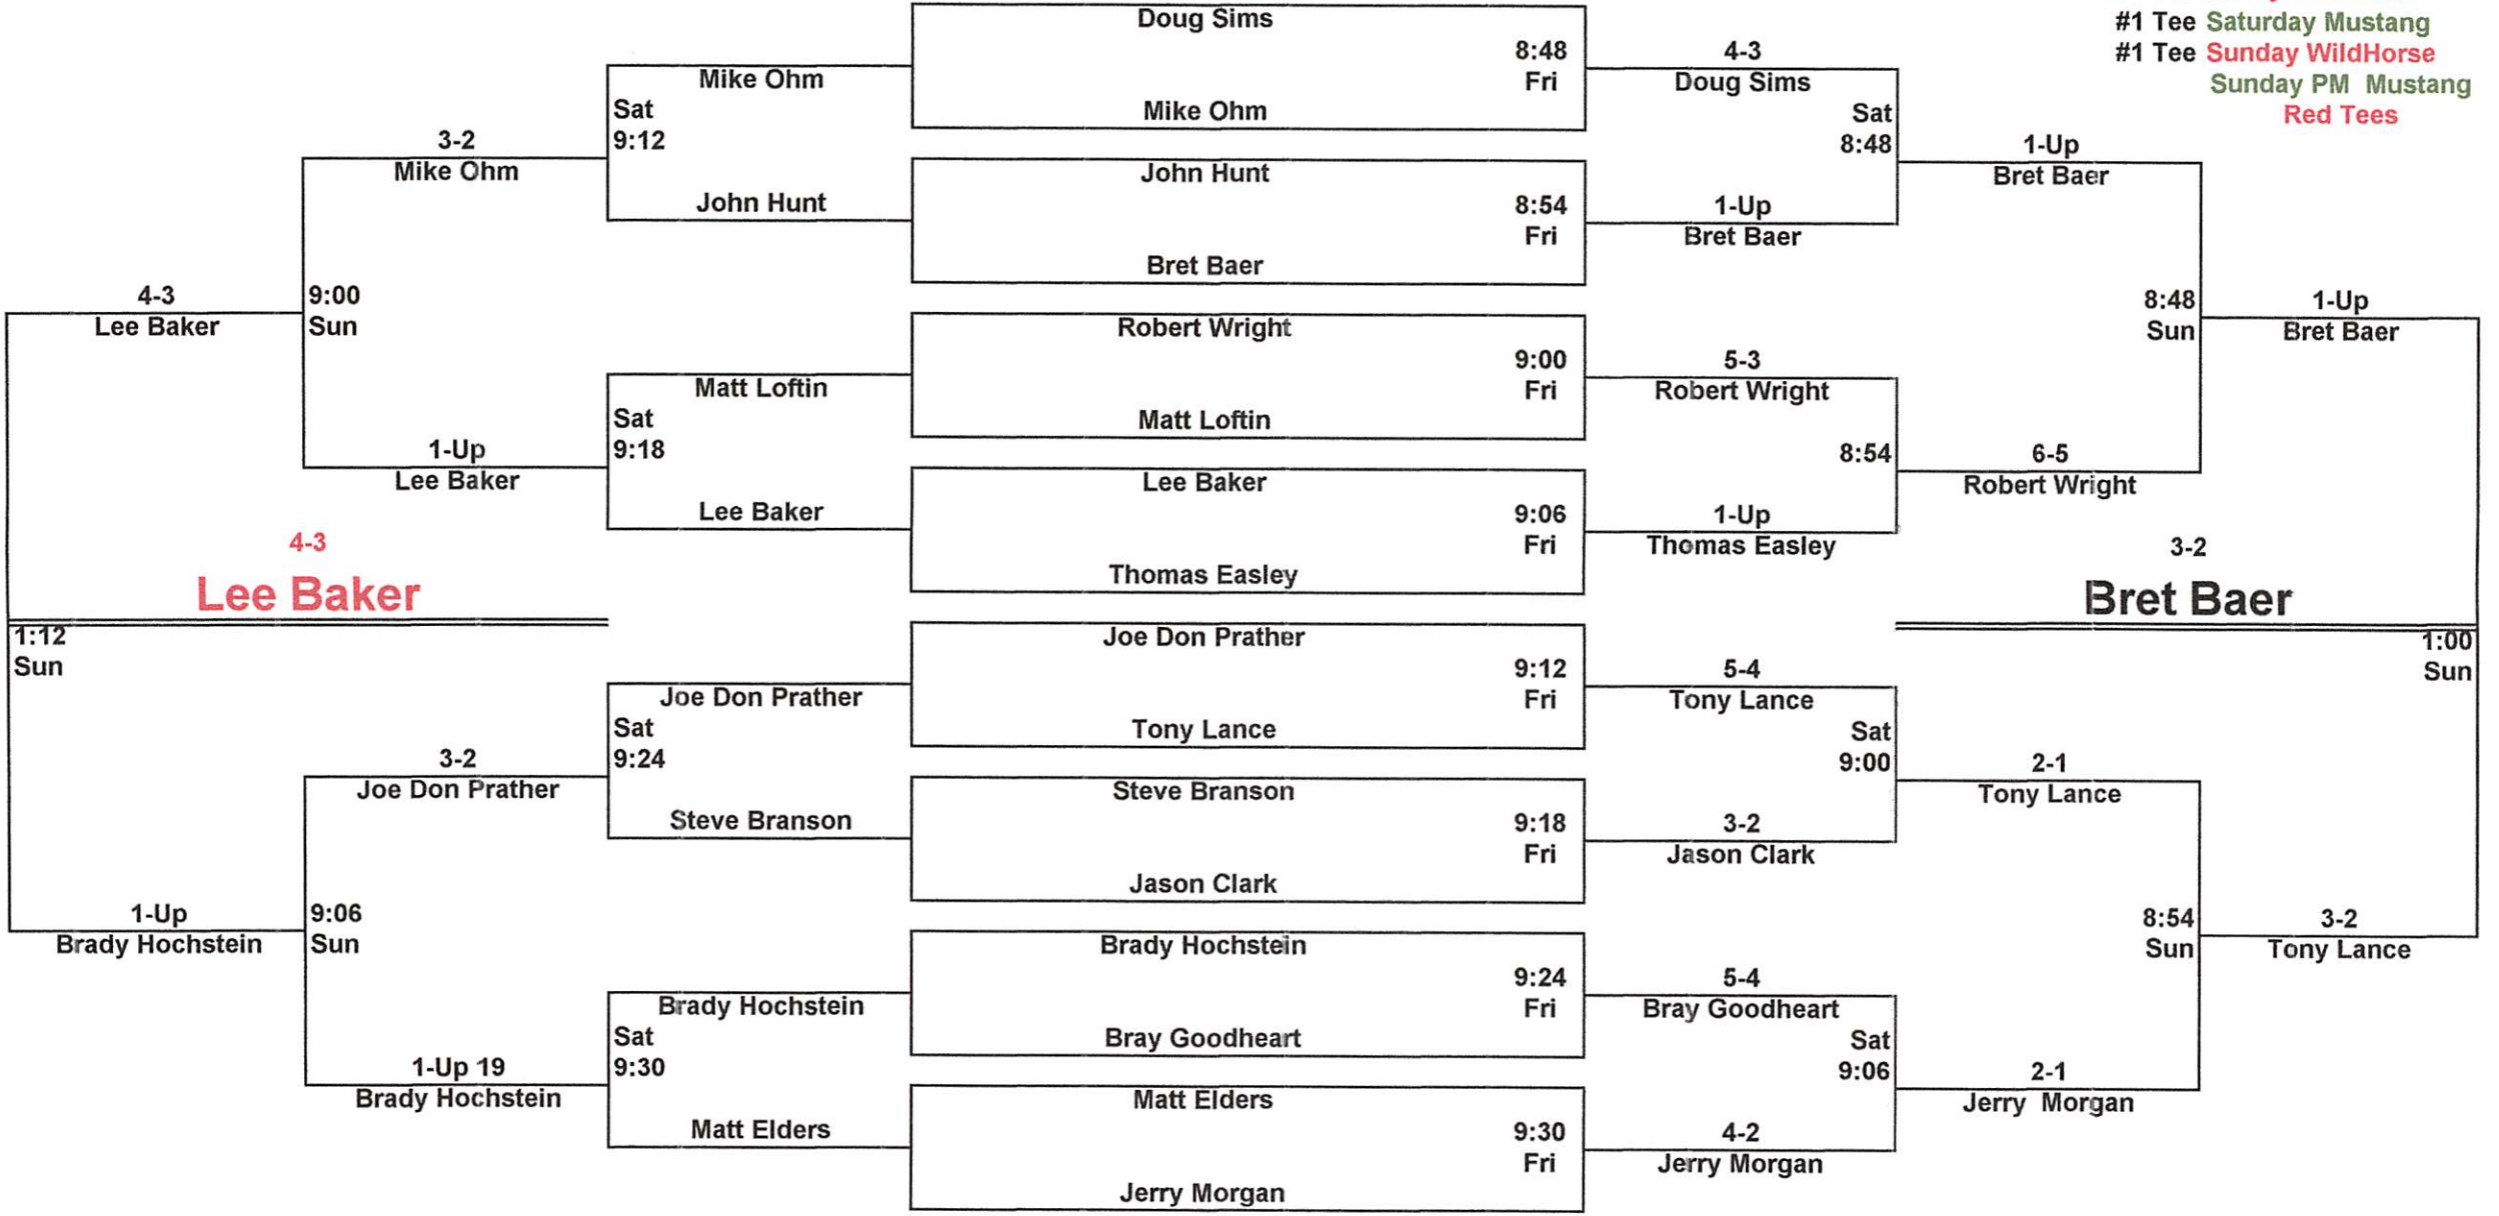 #1 Tee Saturday Mustang
#1 Tee Sunday WildHorse
Sunday PM  Mustang
Red Tees
Doug Sims
8:48
Fri
Mike Ohm
John Hunt
8:54
Fri
Bret Baer
Robert Wright
9:00
Fri
Matt Loftin
Lee Baker
9:06
Fri
Thomas Easley
Joe Don Prather
9:12
Fri
Tony Lance
Steve Branson
9:18
Fri
Jason Clark
Brady Hochstein
9:24
Fri
Bray Goodheart
Matt Elders
9:30
Fri
Jerry Morgan
Mike Ohm
Sat
9:12
John Hunt
Matt Loftin
Sat
9:18
Lee Baker
Joe Don Prather
Sat
9:24
Steve Branson
Brady Hochstein
Sat
9:30
Matt Elders
3-2
Mike Ohm
9:00
Sun
1-Up
Lee Baker
3-2
Joe Don Prather
9:06
Sun
1-Up 19
Brady Hochstein
4-3
Lee Baker
4-3
Lee Baker
1:12
Sun
1-Up
Brady Hochstein
4-3
Doug Sims
Sat
8:48
1-Up
Bret Baer
5-3
Robert Wright
8:54
1-Up
Thomas Easley
5-4
Tony Lance
Sat
9:00
3-2
Jason Clark
5-4
Bray Goodheart
Sat
9:06
4-2
Jerry Morgan
1-Up
Bret Baer
8:48
Sun
6-5
Robert Wright
2-1
Tony Lance
8:54
Sun
2-1
Jerry  Morgan
1-Up
Bret Baer
3-2
Bret Baer
1:00
Sun
3-2
Tony Lance